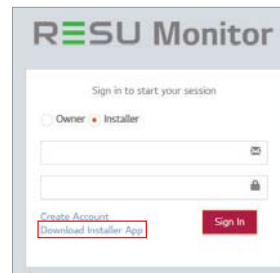 RESU Monitor
Sign in to start your session
Owner Installer
Create Account
Download Installer App
Sign In